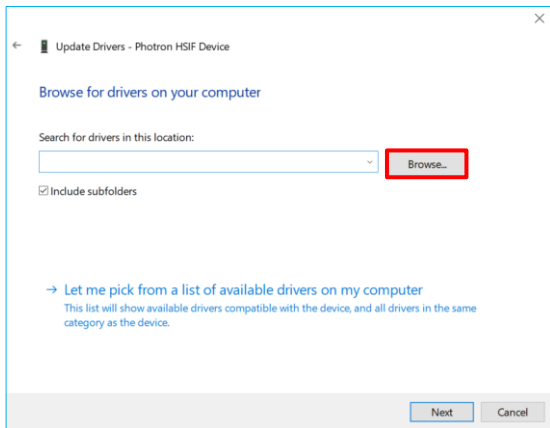 Update Drivers - Photron HSIF Device
Browse for drivers on your computer
Search for drivers in this location:
Browse...
Include subfolders
Let me pick from a list of available drivers on my computer
This list will show available drivers compatible with the device, and all drivers in the same
category as the device.
Next Cancel